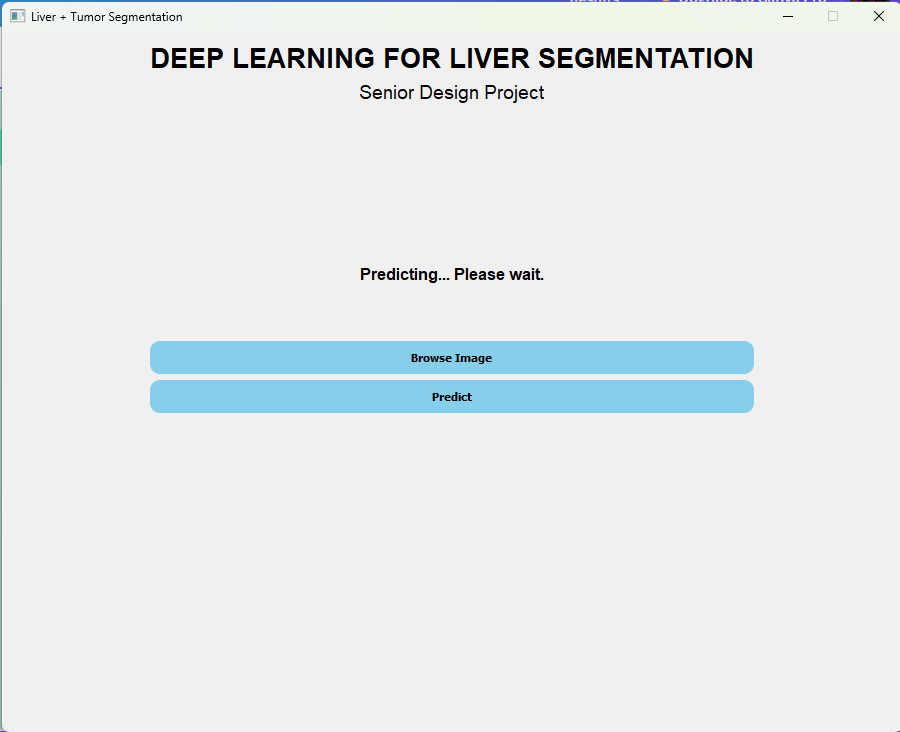 Liver + Tumor Segmentation
DEEP LEARNING FOR LIVER SEGMENTATION
Senior Design Project
Predicting... Please wait.
Browse Image
Predict